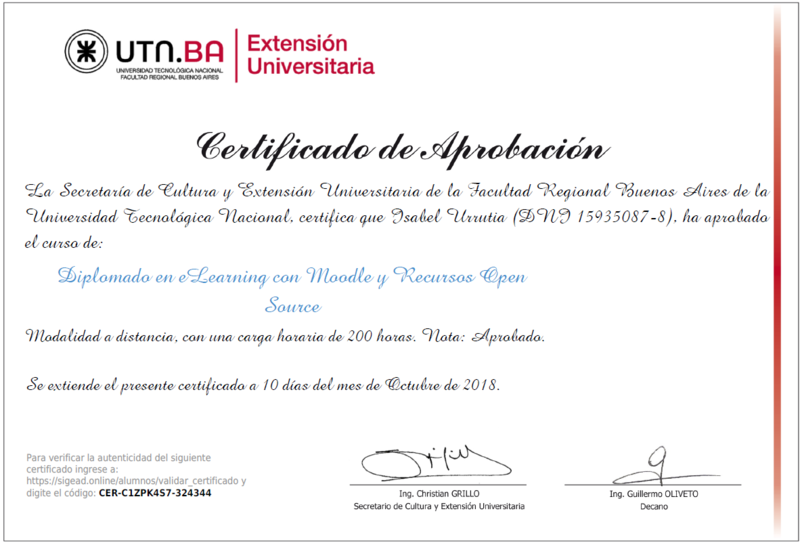 UTN.BA
UNIVERSIDAD TECNOLÓGICA NACIONAL
FACULTAD REGIONAL BUENOS AIRES
Extensión
Universitaria
Certificado de Aprobación
La Secretaría de Cultura y Extensión Universitaria de la Facultad Regional Buenos Aires de la
Universidad Tecnológica Nacional, certifica que Isabel Urrutia (DNI 15935087-8), ha aprobado
el curso de:
Diplomado en eLearning con Moodle y Recursos Open
Source
Modalidad a distancia, con una carga horaria de 200 horas. Nota: Aprobado.
Se extiende el presente certificado a 10 días del mes de Octubre de 2018.
Para verificar la autenticidad del siguiente
certificado ingrese a:
https://sigead.online/alumnos/validar_certificado y
digite el código: CER-C1ZPK4S7-324344
Ing. Christian GRILLO
Secretario de Cultura y Extensión Universitaria
Ing. Guillermo OLIVETO
Decano